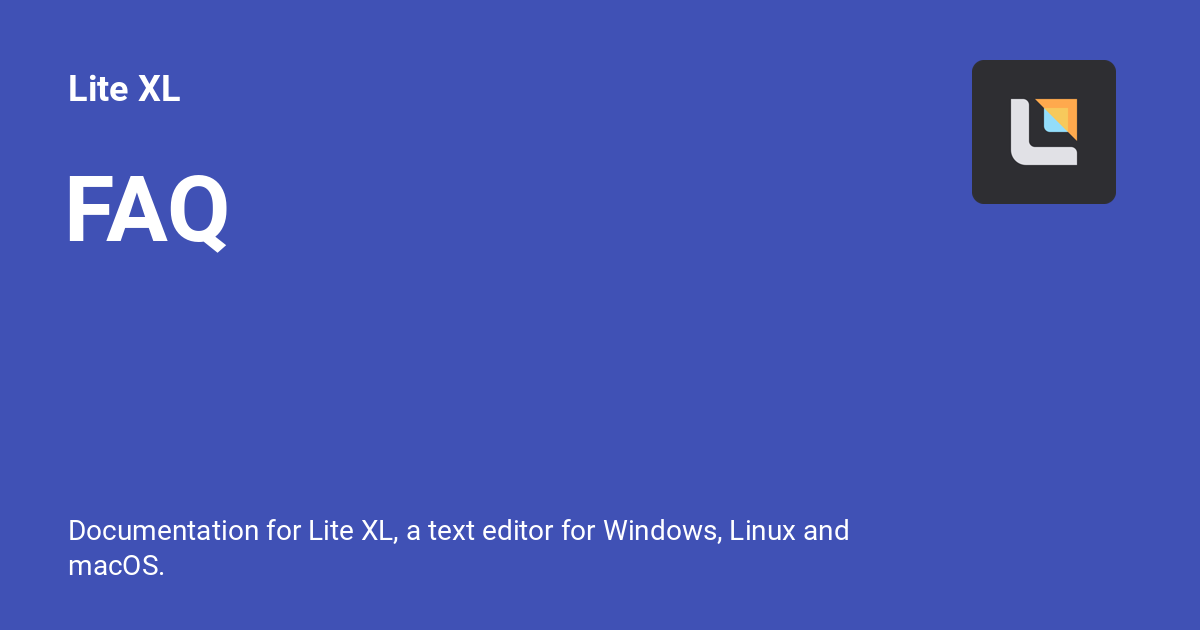 Lite XL
FAQ
Documentation for Lite XL, a text editor for Windows, Linux and
macOS.